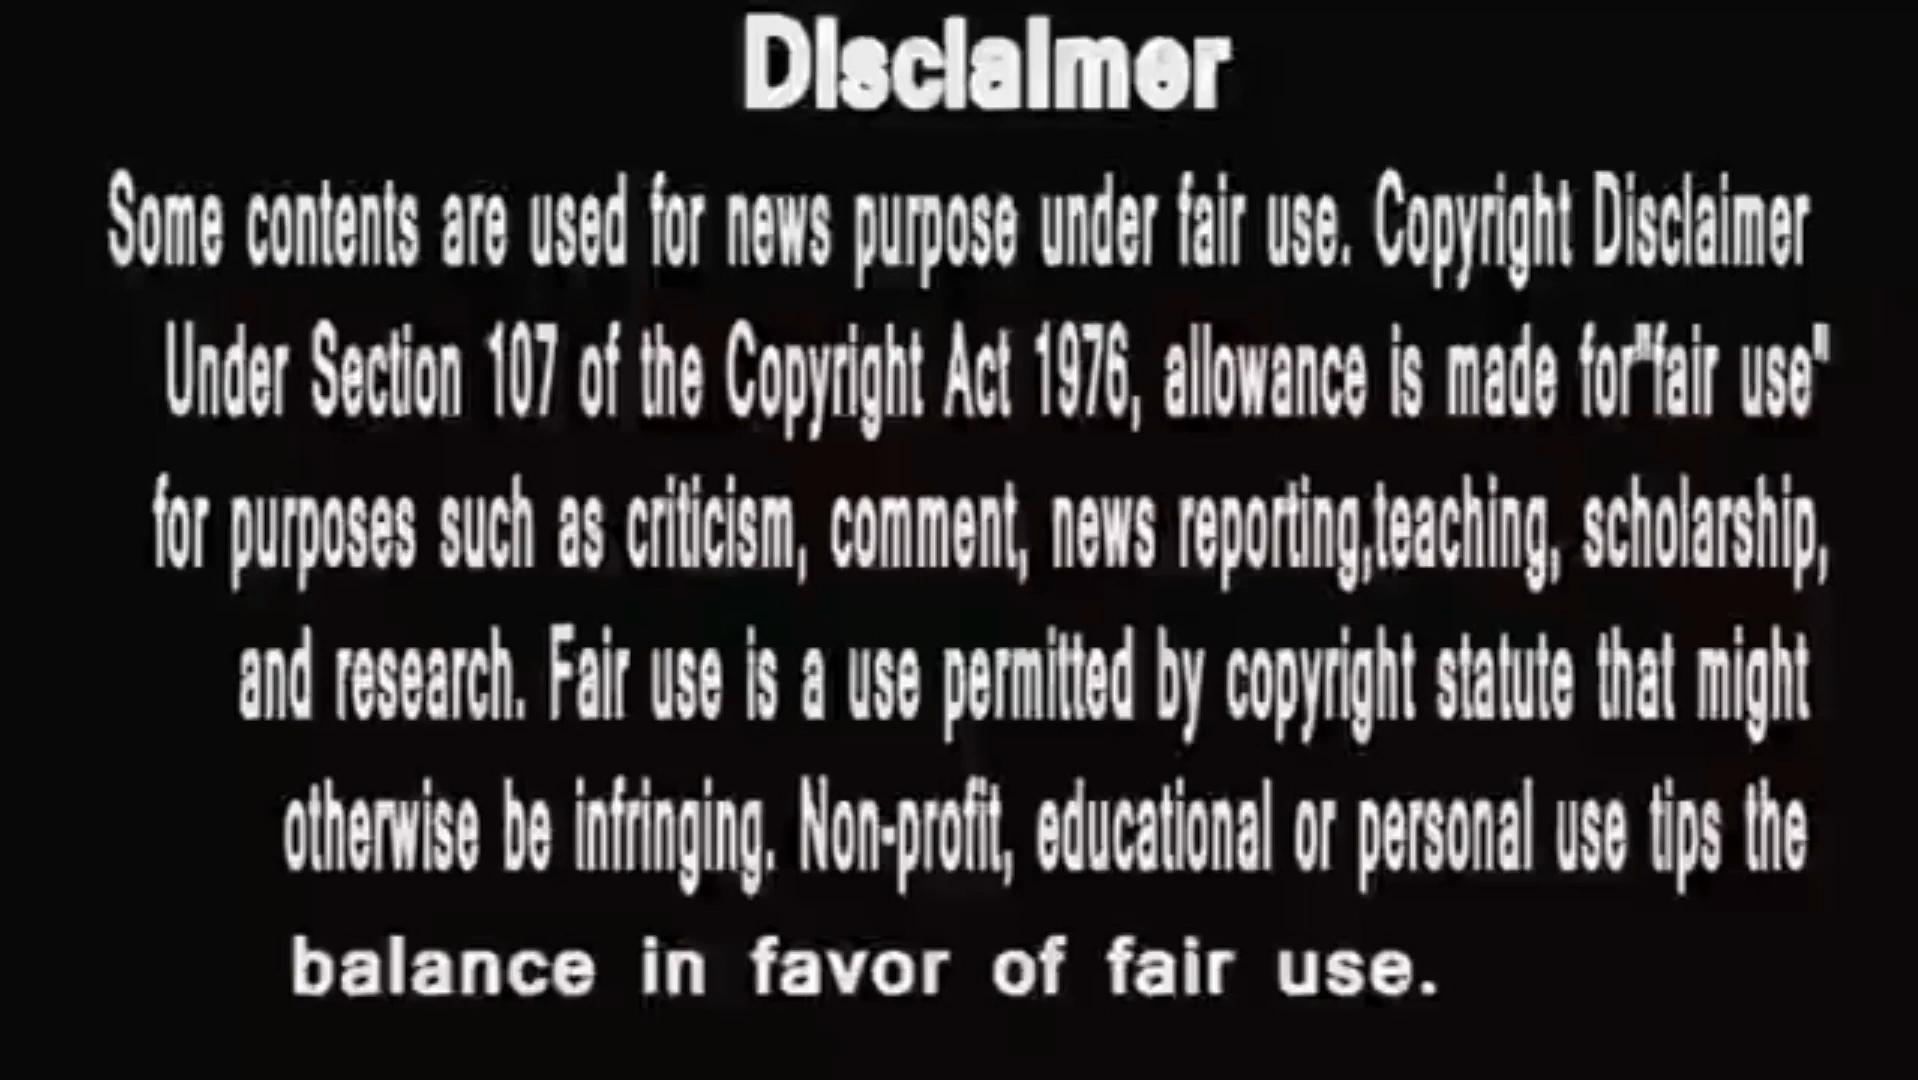 Disclaimer
Some contents are used for news purpose under fair use. Copyright Disclaimer
Under Section 107 of the Copyright Act 1976, allowance is made for"fair use"
for purposes such as criticism, comment, news reporting,teaching, scholarship,
and research. Fair use is a use permitted by copyright statute that might
otherwise be infringing. Non-profit, educational or personal use tips the
balance in favor of fair use.